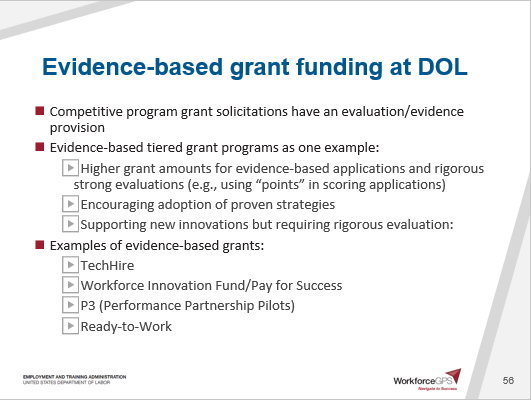 Evidence-based grant funding at DOL
Competitive program grant solicitations have an evaluation/evidence
provision
Evidence-based tiered grant programs as one example:
Higher grant amounts for evidence-based applications and rigorous
strong evaluations (e.g., using “points” in scoring applications)
Encouraging adoption of proven strategies
Supporting new innovations but requiring rigorous evaluation:
Examples of evidence-based grants:
TechHire
Workforce Innovation Fund/Pay for Success
P3 (Performance Partnership Pilots)
Ready-to-Work
EMPLOYMENT AND TRAINING ADMINISTRATION
UNITED STATES DEPARTMENT OF LABOR
WorkforceGPS
Navigate to Success
56